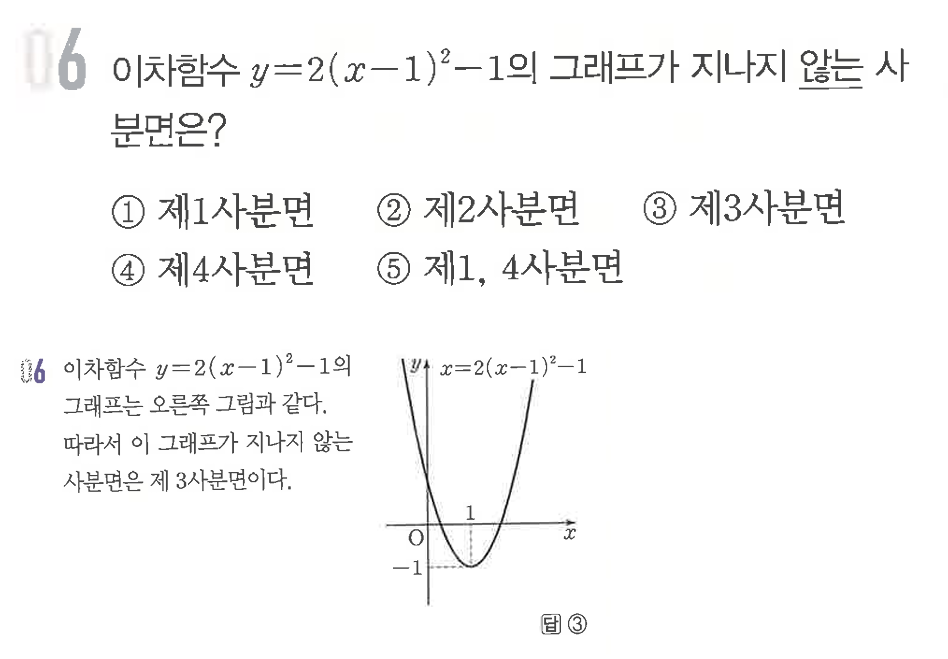 06 이차함수 y=2(x-1)²-1의 그래프가 지나지 않는 사
분면은?
① 제1사분면 ② 제2사분면 ③ 제3사분면
④ 제4사분면 ⑤ 제1, 4사분면
06 이차함수 y=2(x-1)²-1의
그래프는 오른쪽 그림과 같다.
따라서 이 그래프가 지나지 않는
사분면은 제 3사분면이다.
y x=2(x-1)²-1
1
O x
-1
답 ③